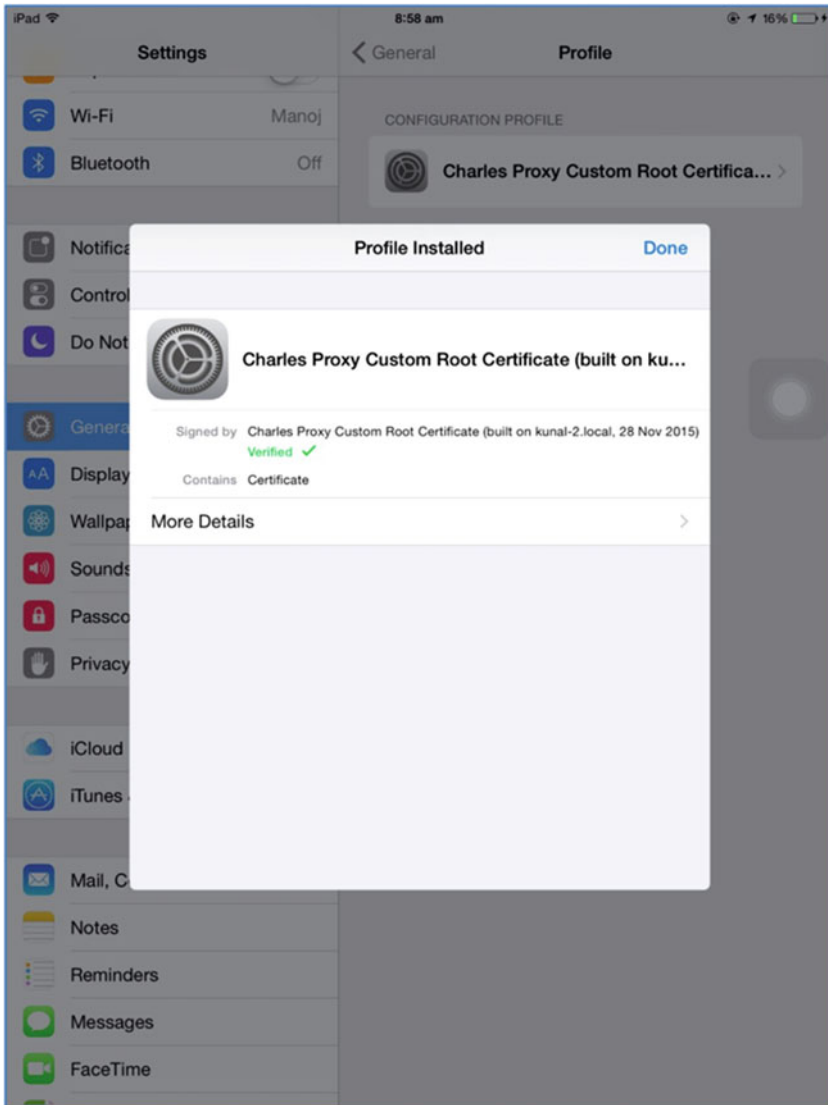 iPad 8:58 am 16%
Settings
General Profile
Wi-Fi Manoj
Bluetooth Off
CONFIGURATION PROFILE
Charles Proxy Custom Root Certifica...
Notifica
Control
Do Not
Genera
Display
Wallpap
Sounds
Passco
Privacy
iCloud
iTunes
Mail, C
Notes
Reminders
Messages
FaceTime
Profile Installed Done
Charles Proxy Custom Root Certificate (built on ku...
Signed by Charles Proxy Custom Root Certificate (built on kunal-2.local, 28 Nov 2015)
Verified
Contains Certificate
More Details